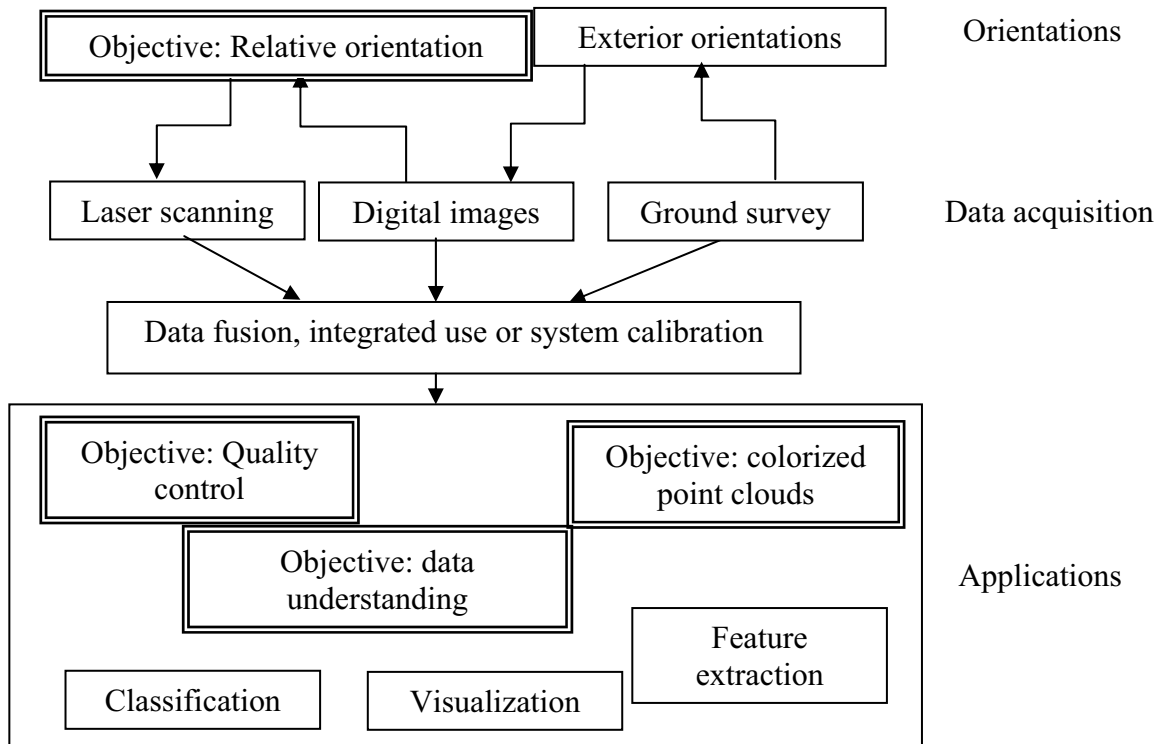 Objective: Relative orientation
Exterior orientations
Orientations
Laser scanning
Digital images
Ground survey
Data acquisition
Data fusion, integrated use or system calibration
Objective: Quality
control
Objective: colorized
point clouds
Objective: data
understanding
Applications
Feature
extraction
Classification
Visualization